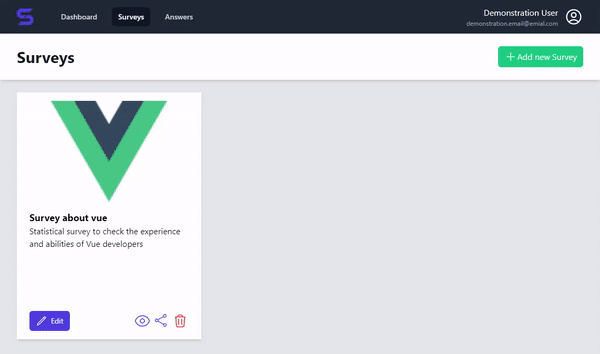 Dashboard
Surveys
Answers
Demonstration User
demonstration.email@emial.com
Surveys
Add new Survey
Survey about vue
Statistical survey to check the experience
and abilities of Vue developers
Edit